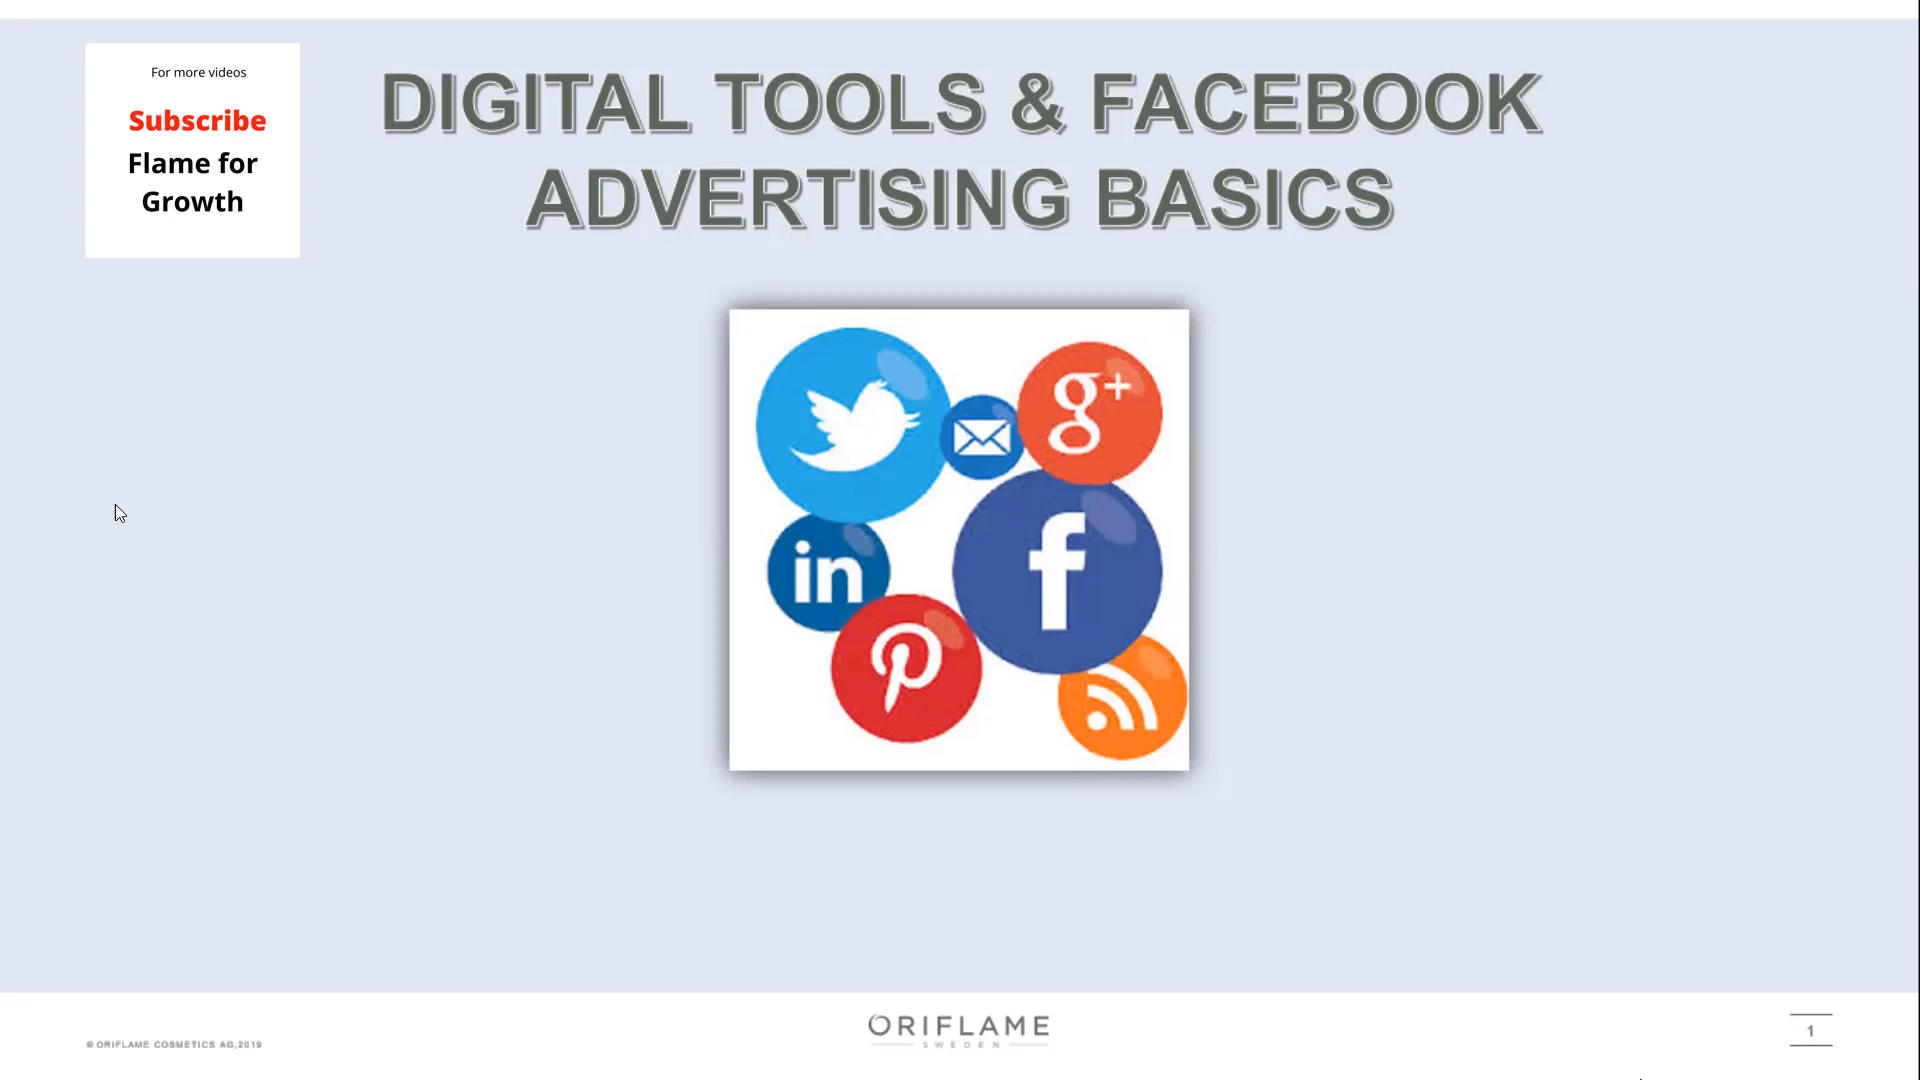 For more videos
Subscribe
Flame for
Growth
DIGITAL TOOLS & FACEBOOK
ADVERTISING BASICS
g+
in
f
© ORIFLAME COSMETICS AG,2019
ORIFLAME
SWEDEN
1